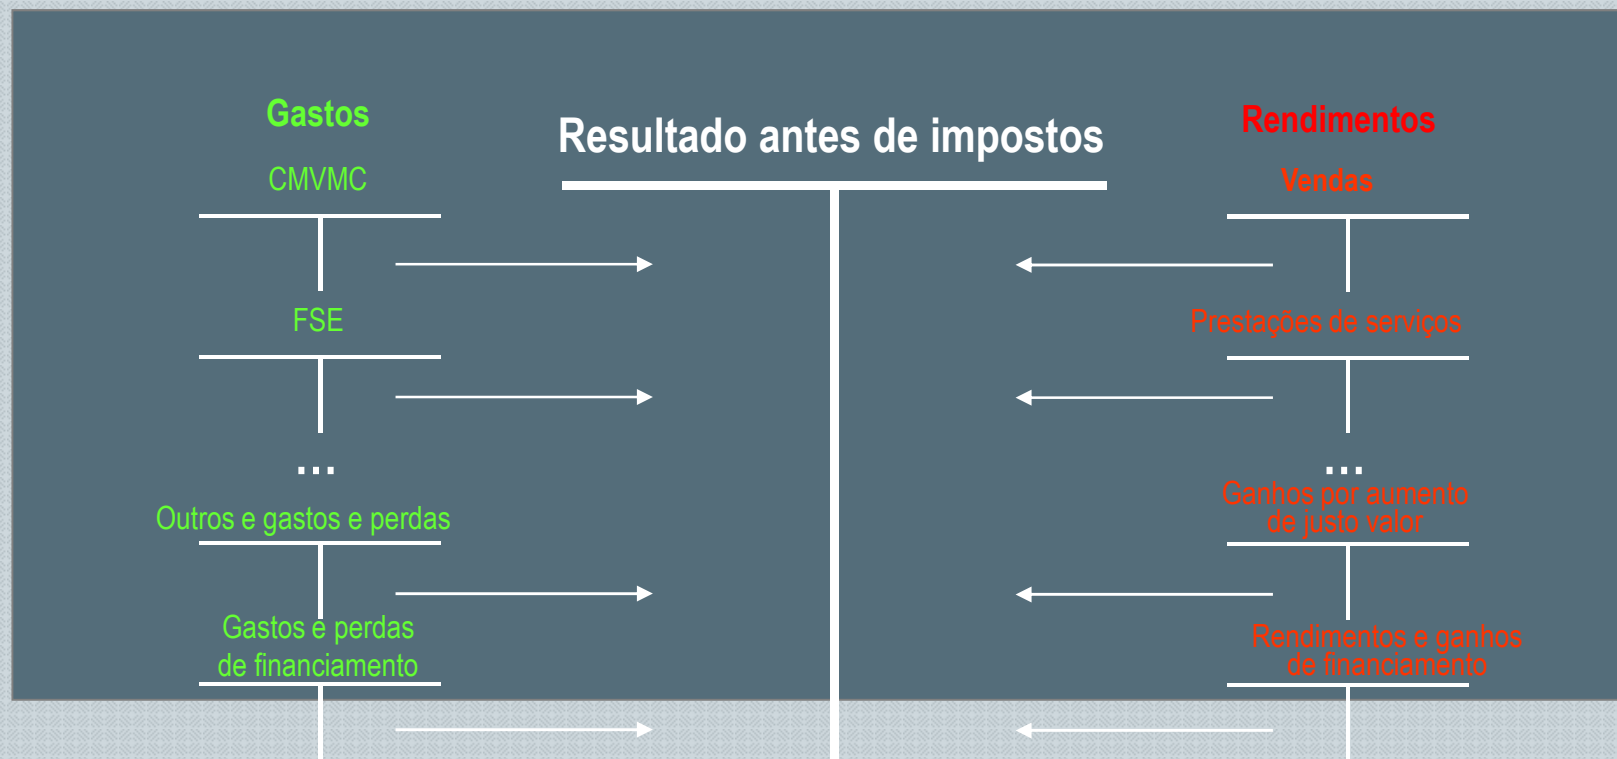 Gastos
CMVMC
FSE
…
Outros e gastos e perdas
Gastos e perdas
de financiamento
Resultado antes de impostos
Rendimentos
Vendas
Prestações de serviços
…
Ganhos por aumento
de justo valor
Rendimentos e ganhos
de financiamento